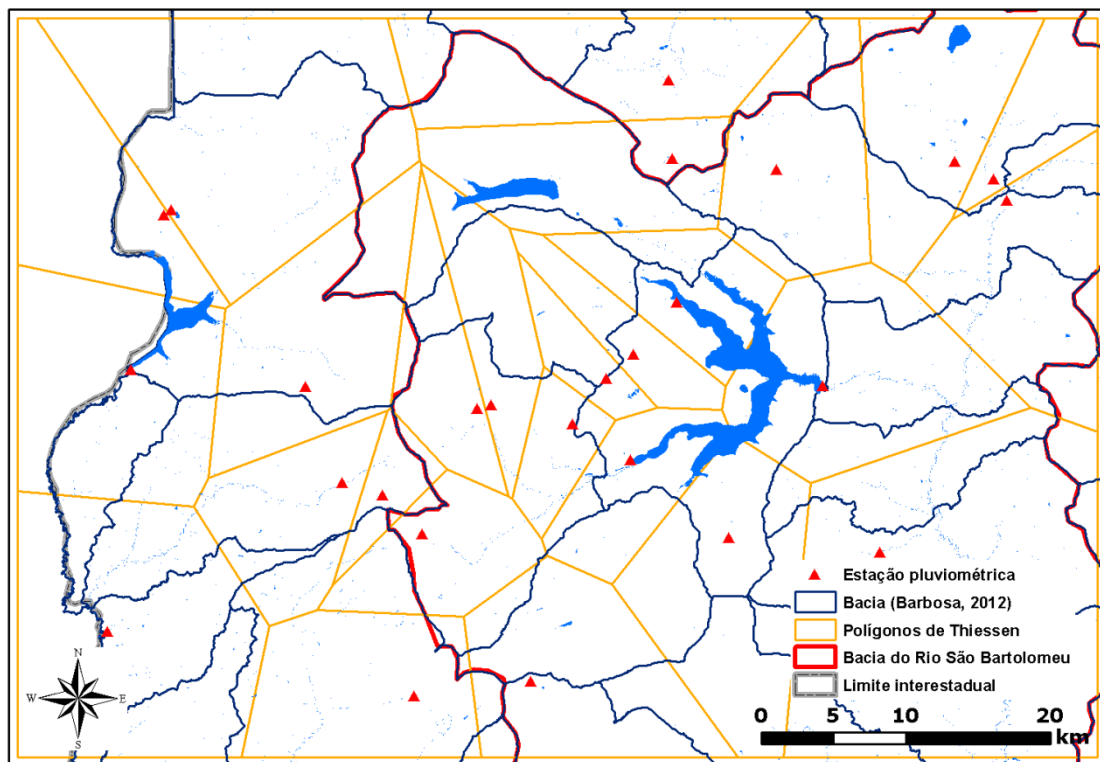 Estação pluviométrica
Bacia (Barbosa, 2012)
Polígonos de Thiessen
Bacia do Rio São Bartolomeu
Limite interestadual
N
W
E
S
0 5 10 20
km